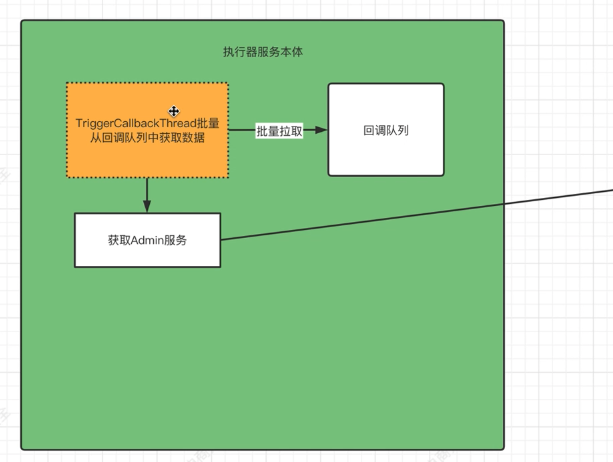 执行器服务本体
TriggerCallbackThread批量
从回调队列中获取数据
批量拉取
回调队列
获取Admin服务